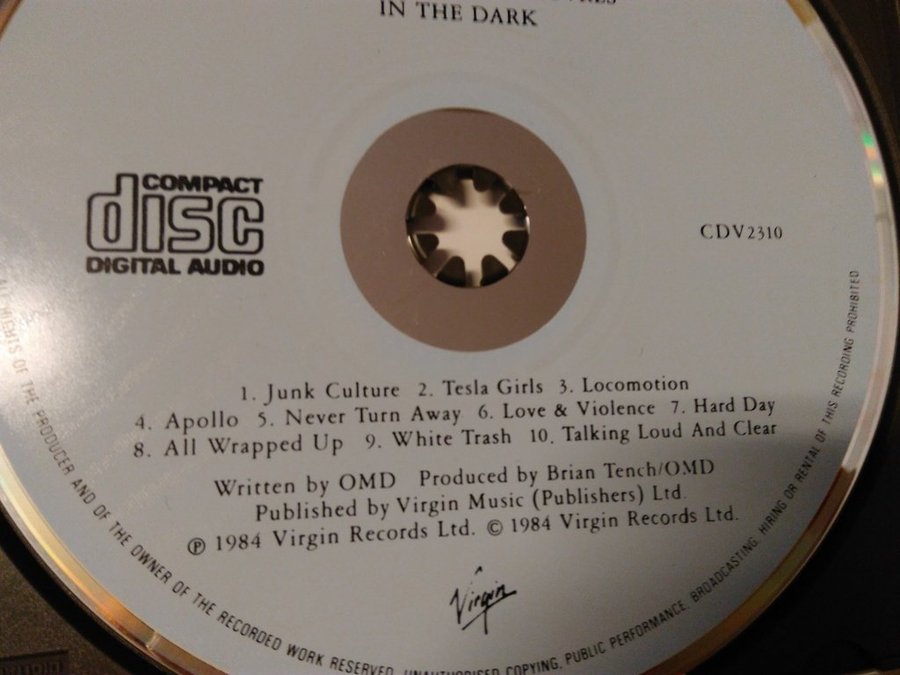 IN THE DARK
COMPACT
disc
DIGITAL AUDIO
CDV2310
1. Junk Culture 2. Tesla Girls 3. Locomotion
4. Apollo 5. Never Turn Away 6. Love & Violence 7. Hard Day
8. All Wrapped Up 9. White Trash 10. Talking Loud And Clear
Written by OMD Produced by Brian Tench/OMD
Published by Virgin Music (Publishers) Ltd.
℗ 1984 Virgin Records Ltd. © 1984 Virgin Records Ltd.
Virgin
OF THE PRODUCER AND OF THE OWNER OF THE RECORDED WORK RESERVED. UNAUTHORISED COPYING, PUBLIC PERFORMANCE, BROADCASTING, HIRING OR RENTAL OF THIS RECORDING PROHIBITED